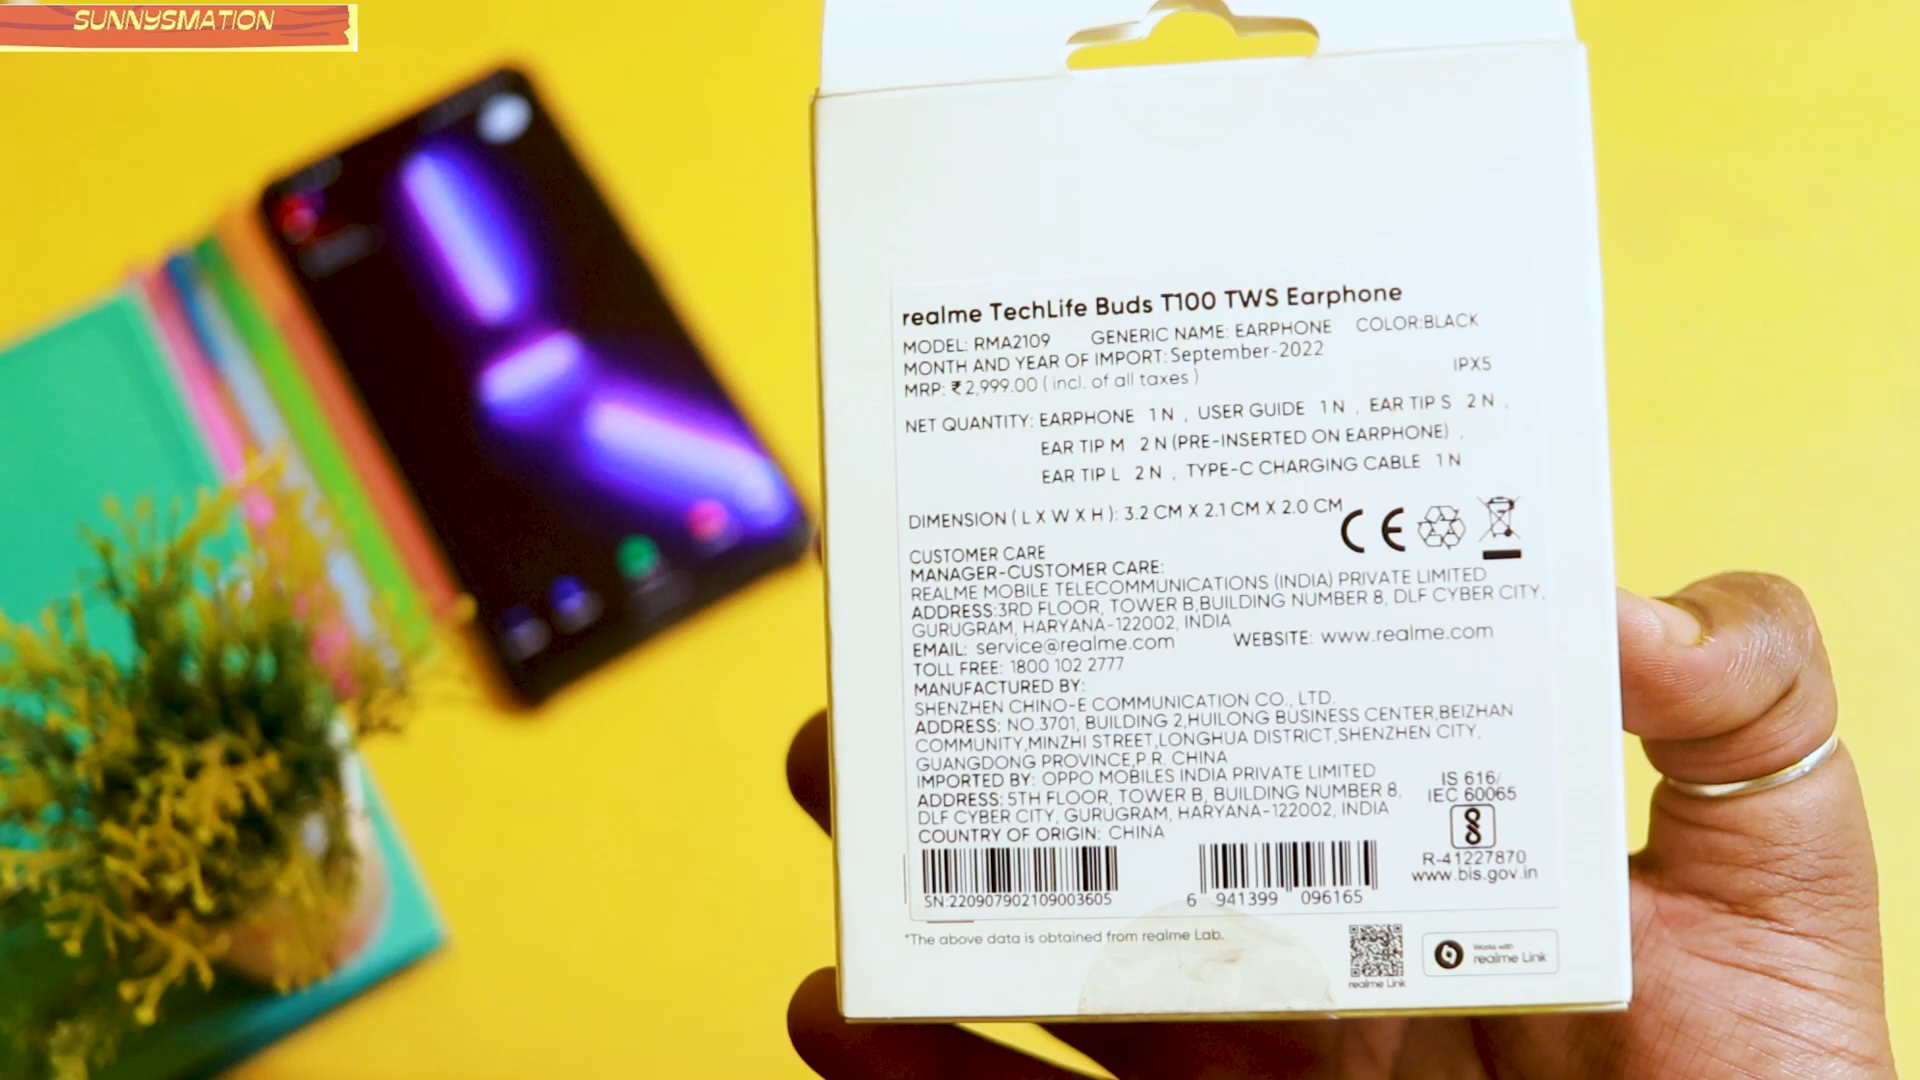 SUNNYSMATION
realme TechLife Buds T100 TWS Earphone
MODEL: RMA2109 GENERIC NAME: EARPHONE COLOR:BLACK
MONTH AND YEAR OF IMPORT: September-2022
MRP: ₹ 2,999.00 ( incl. of all taxes ) IPX5
NET QUANTITY: EARPHONE 1 N , USER GUIDE 1 N , EAR TIP S 2 N ,
EAR TIP M 2 N (PRE-INSERTED ON EARPHONE) ,
EAR TIP L 2 N , TYPE-C CHARGING CABLE 1 N
DIMENSION ( L X W X H ): 3.2 CM X 2.1 CM X 2.0 CM
CE
CUSTOMER CARE
MANAGER-CUSTOMER CARE:
REALME MOBILE TELECOMMUNICATIONS (INDIA) PRIVATE LIMITED
ADDRESS:3RD FLOOR, TOWER B,BUILDING NUMBER 8, DLF CYBER CITY,
GURUGRAM, HARYANA-122002, INDIA
EMAIL: service@realme.com WEBSITE: www.realme.com
TOLL FREE: 1800 102 2777
MANUFACTURED BY:
SHENZHEN CHINO-E COMMUNICATION CO., LTD.
ADDRESS: NO.3701, BUILDING 2,HUILONG BUSINESS CENTER,BEIZHAN
COMMUNITY,MINZHI STREET,LONGHUA DISTRICT,SHENZHEN CITY,
GUANGDONG PROVINCE,P.R. CHINA
IMPORTED BY: OPPO MOBILES INDIA PRIVATE LIMITED
ADDRESS: 5TH FLOOR, TOWER B, BUILDING NUMBER 8,
DLF CYBER CITY, GURUGRAM, HARYANA-122002, INDIA
COUNTRY OF ORIGIN: CHINA
IS 616/
IEC 60065
R-41227870
www.bis.gov.in
SN:220907902109003605
6 941399 096165
*The above data is obtained from realme Lab.
realme Link
Works with
realme Link